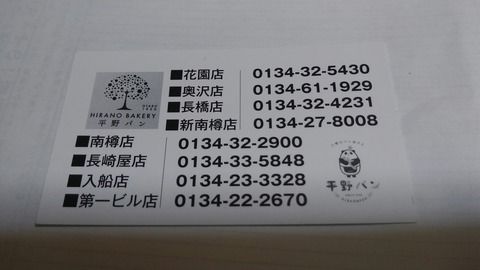 ■花園店 0134-32-5430
■奥沢店 0134-61-1929
■長橋店 0134-32-4231
■新南樽店 0134-27-8008
HIRANO BAKERY
平野パン
■南樽店 0134-32-2900
■長崎屋店 0134-33-5848
■入船店 0134-23-3328
■第一ビル店 0134-22-2670
平野パン